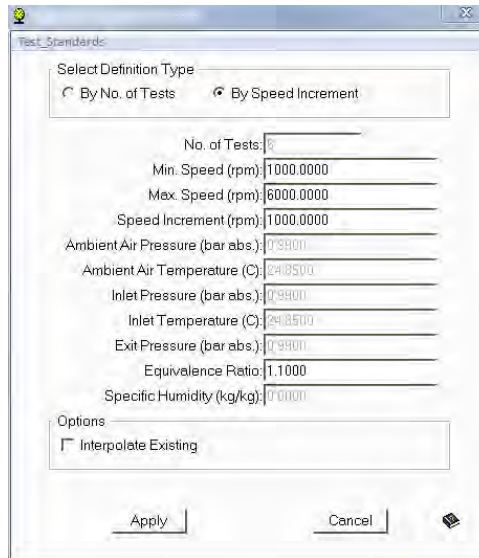 Test_Standards
Select Definition Type
By No. of Tests By Speed Increment
No. of Tests: 6
Min. Speed (rpm): 1000.0000
Max. Speed (rpm): 6000.0000
Speed Increment (rpm): 1000.0000
Ambient Air Pressure (bar abs.): 0.9900
Ambient Air Temperature (C): 24.8500
Inlet Pressure (bar abs.): 0.9900
Inlet Temperature (C): 24.8500
Exit Pressure (bar abs.): 0.9900
Equivalence Ratio: 1.1000
Specific Humidity (kg/kg): 0.0000
Options
Interpolate Existing
Apply Cancel